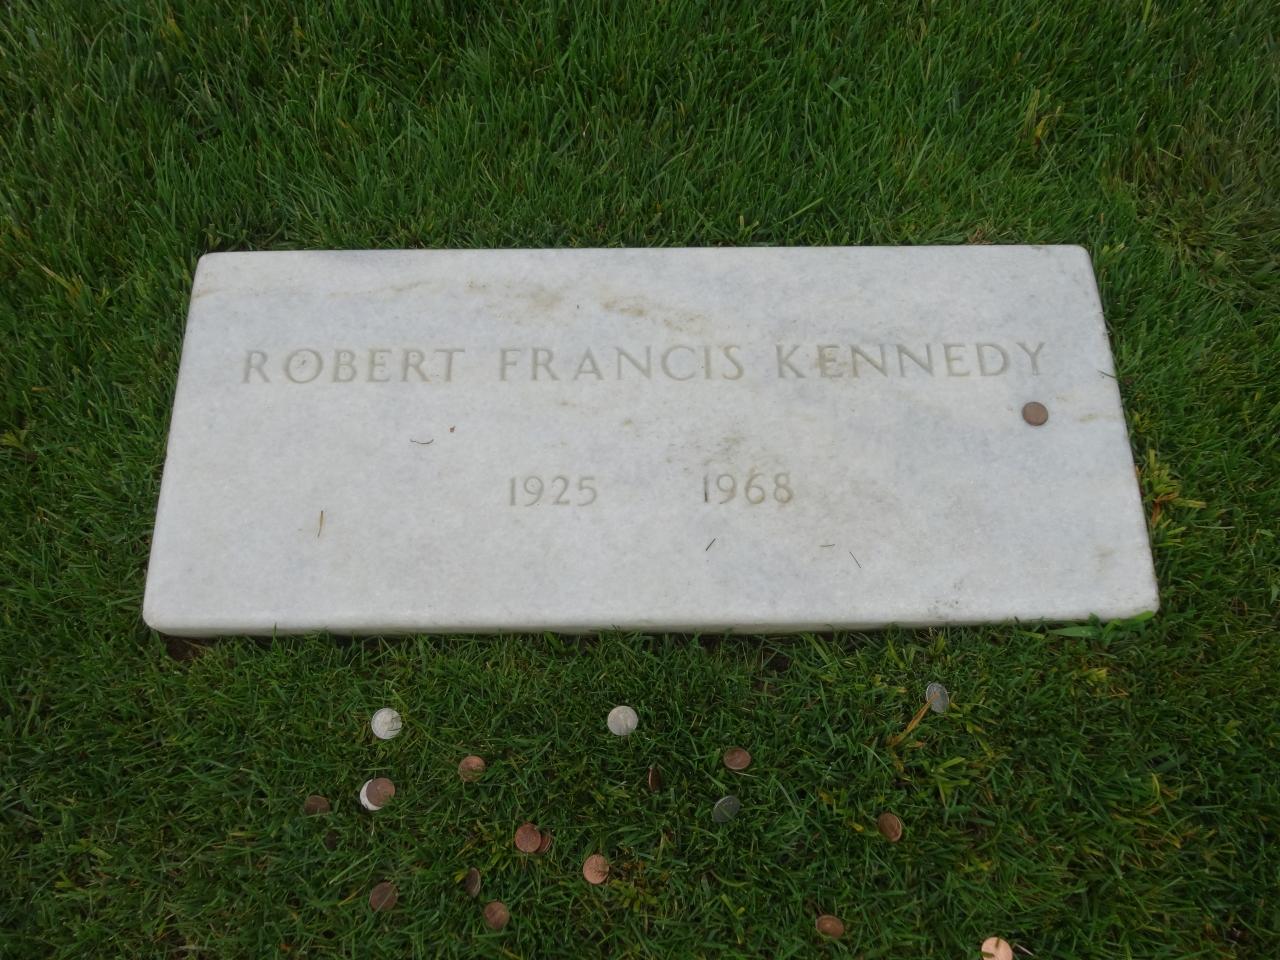 ROBERT FRANCIS KENNEDY
1925 1968